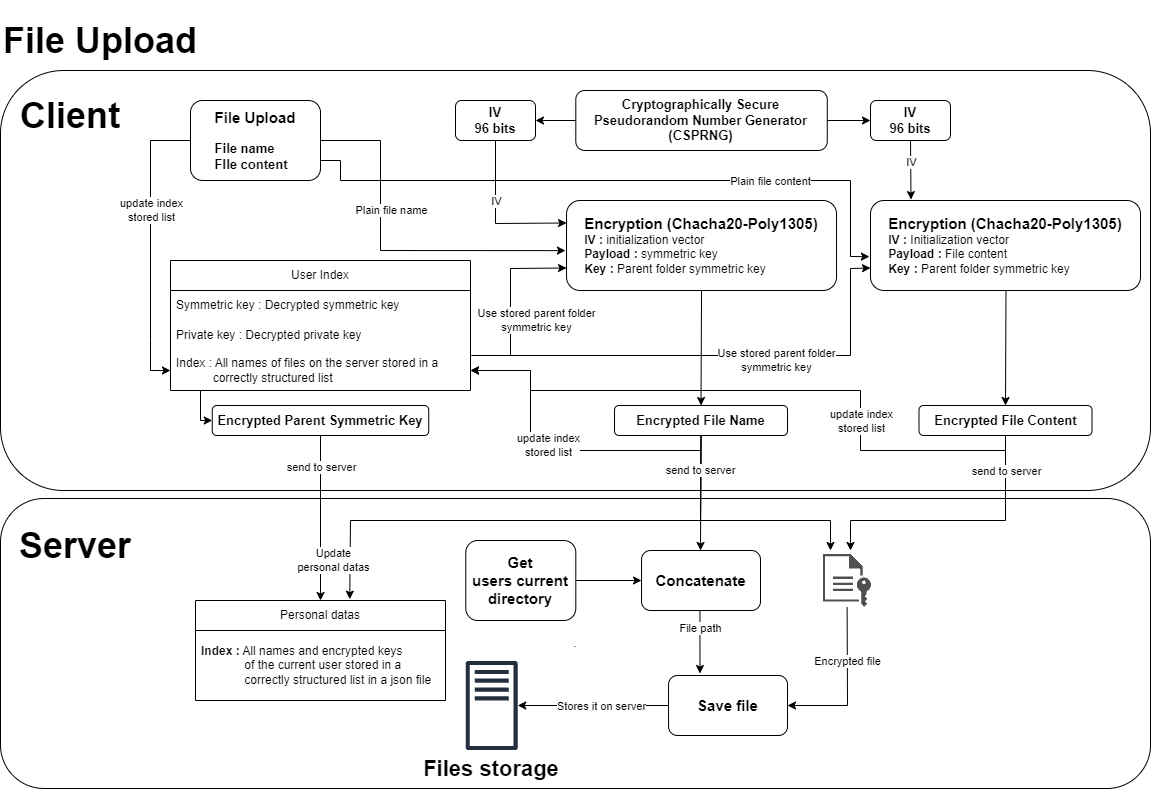 File Upload
Client
File Upload
File name
FIle content
IV
96 bits
Cryptographically Secure
Pseudorandom Number Generator
(CSPRNG)
IV
96 bits
IV
Plain file content
update index
stored list
Plain file name
IV
Encryption (Chacha20-Poly1305)
IV : initialization vector
Payload : symmetric key
Key : Parent folder symmetric key
Encryption (Chacha20-Poly1305)
IV : Initialization vector
Payload : File content
Key : Parent folder symmetric key
User Index
Symmetric key : Decrypted symmetric key
Private key : Decrypted private key
Index : All names of files on the server stored in a
correctly structured list
Use stored parent folder
symmetric key
Use stored parent folder
symmetric key
Encrypted Parent Symmetric Key
Encrypted File Name
Encrypted File Content
update index
stored list
update index
stored list
send to server
send to server
send to server
Server
Update
personal datas
Get
users current
directory
Concatenate
Personal datas
Index : All names and encrypted keys
of the current user stored in a
correctly structured list in a json file
File path
Encrypted file
Save file
Stores it on server
Files storage